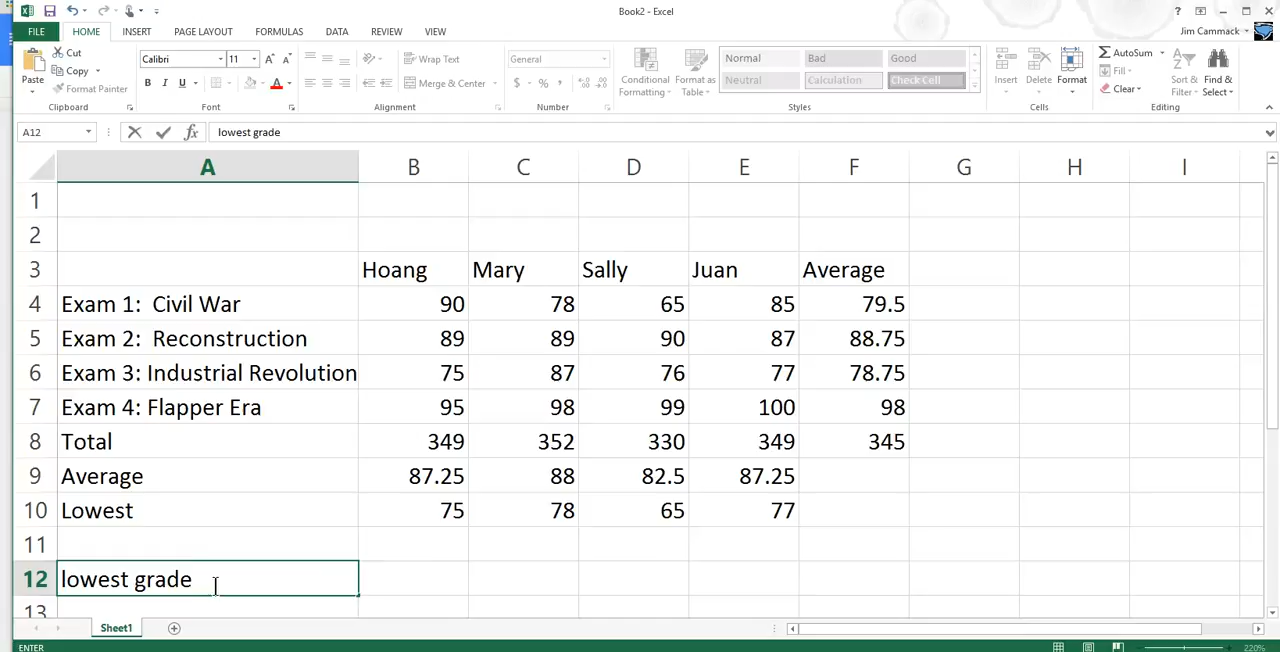 Book2 - Excel
FILE HOME INSERT PAGE LAYOUT FORMULAS DATA REVIEW VIEW Jim Cammack
Paste Cut Copy Format Painter Clipboard
Calibri 11 B I U A Font
Wrap Text Merge & Center Alignment
General $ % , Number
Conditional Formatting Format as Table Normal Bad Good Neutral Calculation Check Cell Styles
Insert Delete Format Cells
AutoSum Fill Clear Sort & Filter Find & Select Editing
A12 fx lowest grade
A B C D E F G H I
1
2
3 Hoang Mary Sally Juan Average
4 Exam 1: Civil War 90 78 65 85 79.5
5 Exam 2: Reconstruction 89 89 90 87 88.75
6 Exam 3: Industrial Revolution 75 87 76 77 78.75
7 Exam 4: Flapper Era 95 98 99 100 98
8 Total 349 352 330 349 345
9 Average 87.25 88 82.5 87.25
10 Lowest 75 78 65 77
11
12 lowest grade
13
Sheet1
ENTER 220%